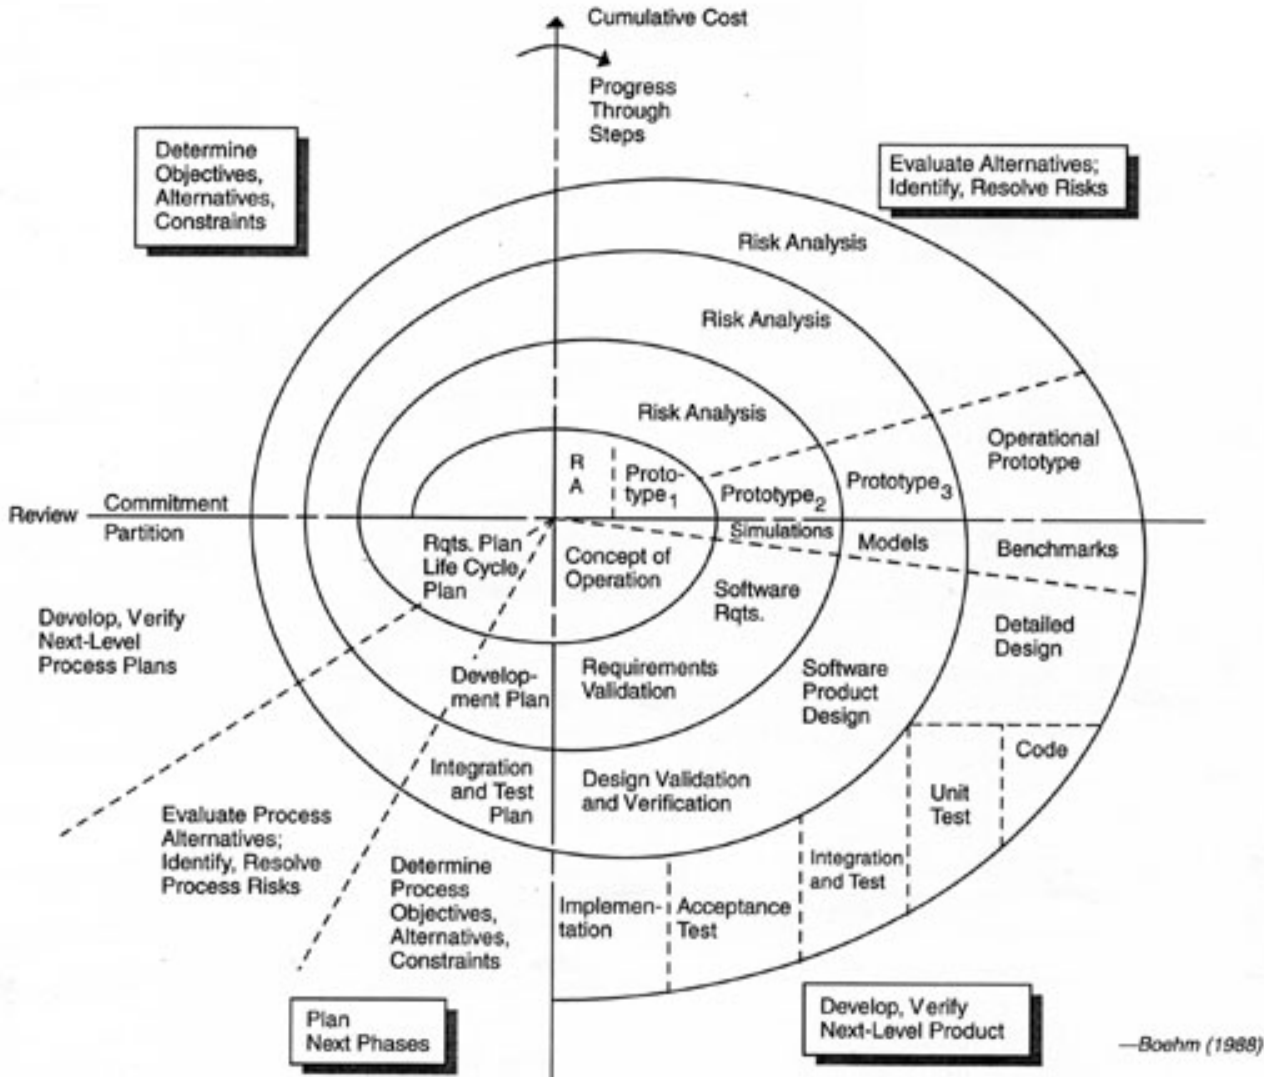 Cumulative Cost
Progress
Through
Steps
Determine
Objectives,
Alternatives,
Constraints
Evaluate Alternatives;
Identify, Resolve Risks
Risk Analysis
Risk Analysis
Risk Analysis
R
A
Proto-
type1
Prototype2
Prototype3
Operational
Prototype
Review
Commitment
Partition
Simulations
Models
Benchmarks
Rqts. Plan
Life Cycle
Plan
Concept of
Operation
Software
Rqts.
Detailed
Design
Develop, Verify
Next-Level
Process Plans
Develop-
ment Plan
Requirements
Validation
Software
Product
Design
Code
Unit
Test
Integration
and Test
Plan
Design Validation
and Verification
Evaluate Process
Alternatives;
Identify, Resolve
Process Risks
Determine
Process
Objectives,
Alternatives,
Constraints
Implemen-
tation
Acceptance
Test
Integration
and Test
Plan
Next Phases
Develop, Verify
Next-Level Product
—Boehm (1988)